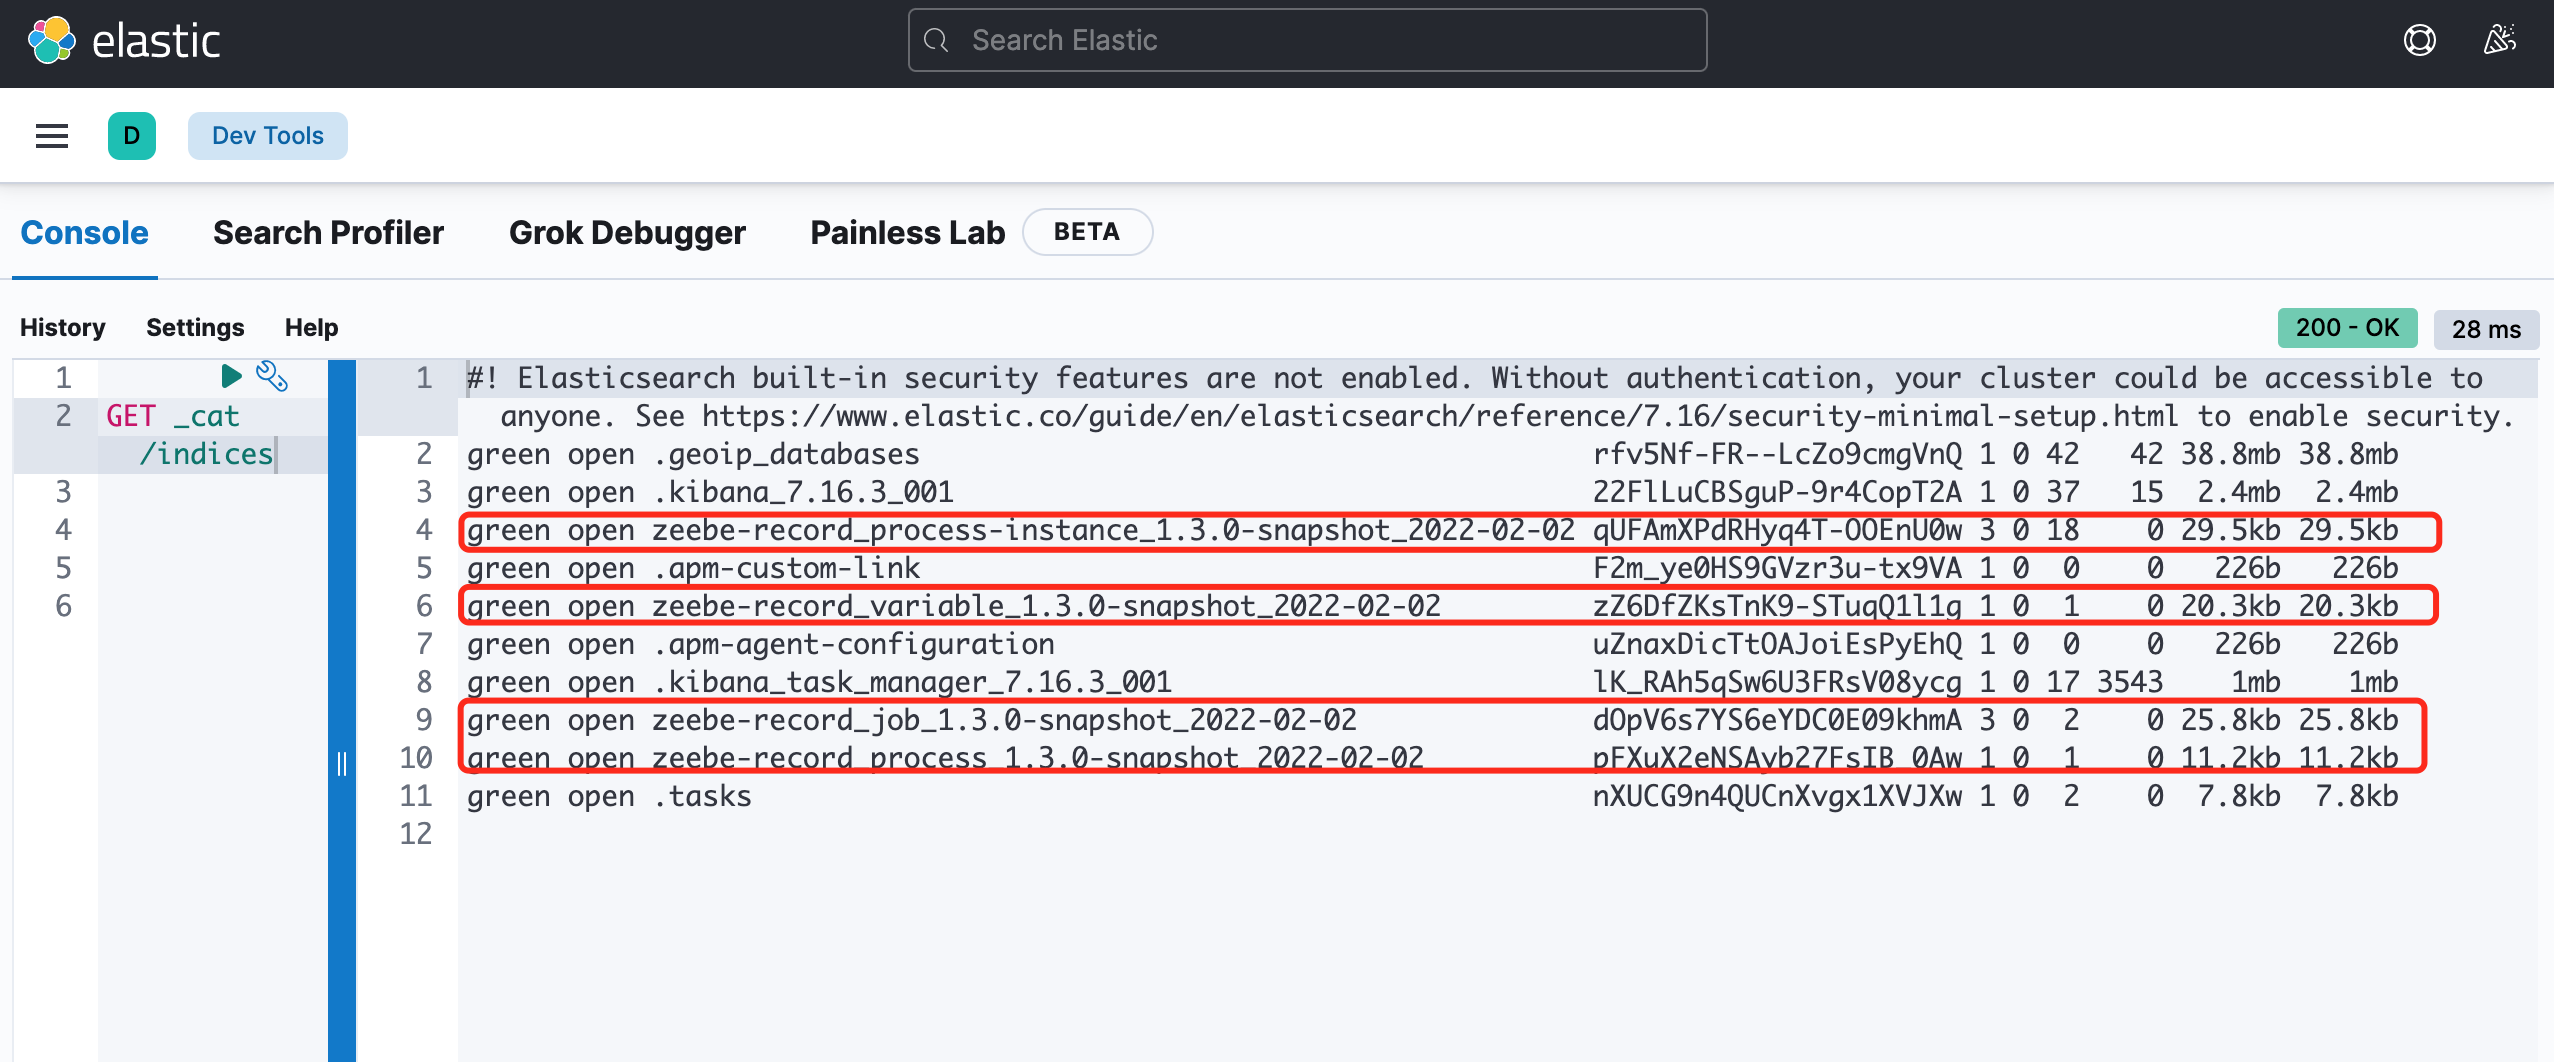 elastic
Search Elastic
D
Dev Tools
Console
Search Profiler
Grok Debugger
Painless Lab
BETA
History
Settings
Help
200 - OK
28 ms
1
2 GET _cat
/indices
3
4
5
6
1 #! Elasticsearch built-in security features are not enabled. Without authentication, your cluster could be accessible to
anyone. See https://www.elastic.co/guide/en/elasticsearch/reference/7.16/security-minimal-setup.html to enable security.
2 green open .geoip_databases rfv5Nf-FR--LcZo9cmgVnQ 1 0 42 42 38.8mb 38.8mb
3 green open .kibana_7.16.3_001 22FlLuCBSguP-9r4CopT2A 1 0 37 15 2.4mb 2.4mb
4 green open zeebe-record_process-instance_1.3.0-snapshot_2022-02-02 qUFAmXPdRHyq4T-OOEnU0w 3 0 18 0 29.5kb 29.5kb
5 green open .apm-custom-link F2m_ye0HS9GVzr3u-tx9VA 1 0 0 0 226b 226b
6 green open zeebe-record_variable_1.3.0-snapshot_2022-02-02 zZ6DfZKsTnK9-STuqQ1l1g 1 0 1 0 20.3kb 20.3kb
7 green open .apm-agent-configuration uZnaxDicTtOAJoiEsPyEhQ 1 0 0 0 226b 226b
8 green open .kibana_task_manager_7.16.3_001 lK_RAh5qSw6U3FRsV08ycg 1 0 17 3543 1mb 1mb
9 green open zeebe-record_job_1.3.0-snapshot_2022-02-02 dOpV6s7YS6eYDC0E09khmA 3 0 2 0 25.8kb 25.8kb
10 green open zeebe-record_process_1.3.0-snapshot_2022-02-02 pFXuX2eNSAyb27FsIB_0Aw 1 0 1 0 11.2kb 11.2kb
11 green open .tasks nXUCG9n4QUCnXvgx1XVJXw 1 0 2 0 7.8kb 7.8kb
12